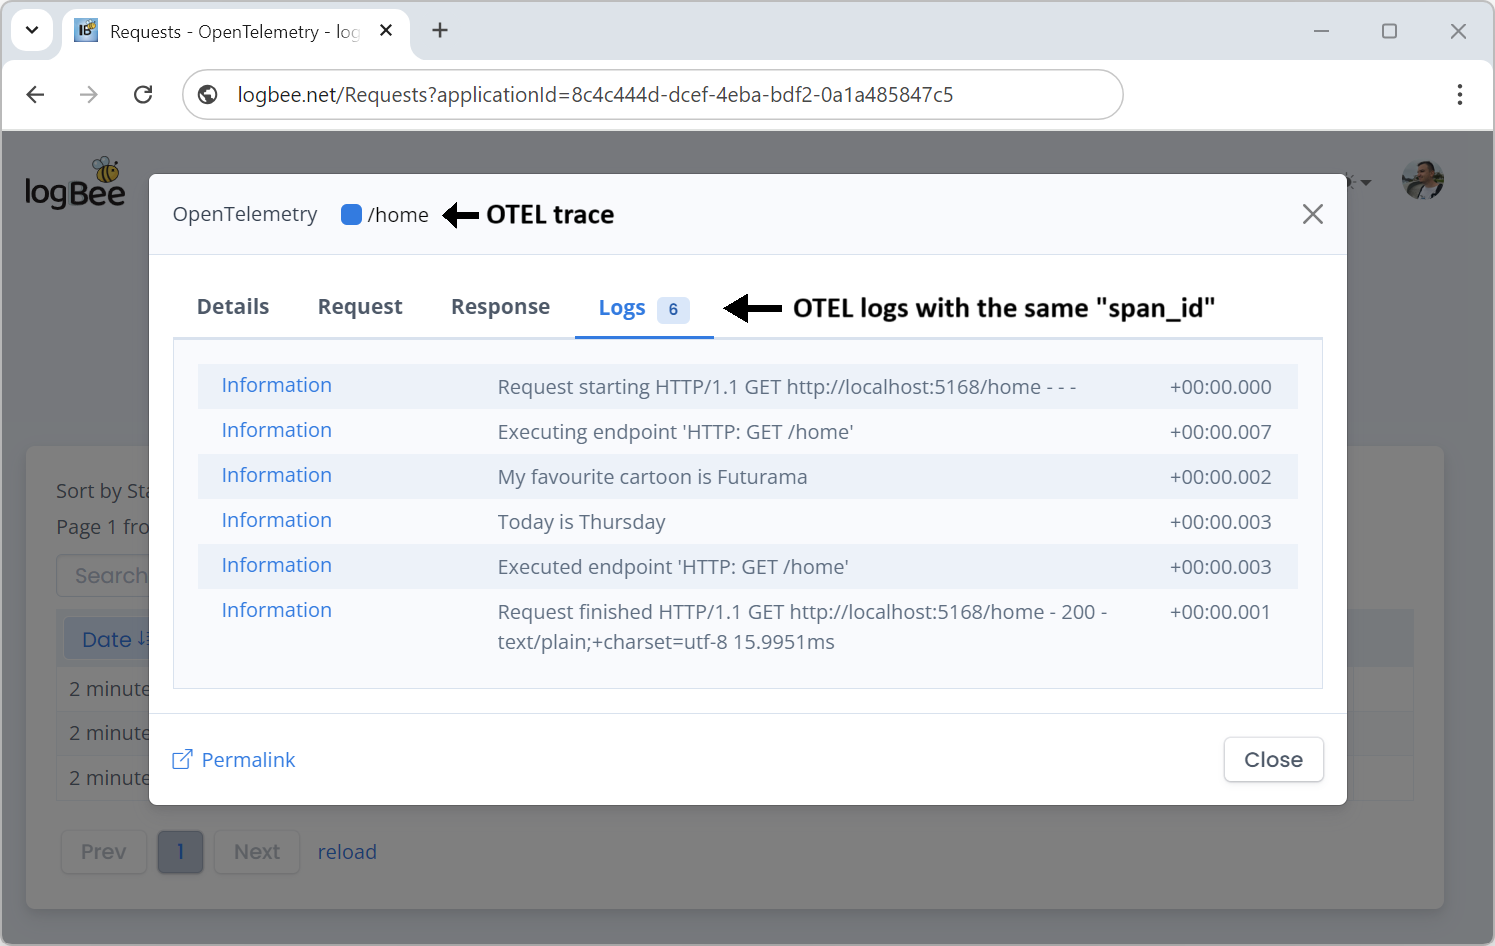 Requests - OpenTelemetry - log
logbee.net/Requests?applicationId=8c4c444d-dcef-4eba-bdf2-0a1a485847c5
logBee
OpenTelemetry /home OTEL trace
Details Request Response Logs 6 OTEL logs with the same "span_id"
Information Request starting HTTP/1.1 GET http://localhost:5168/home - - - +00:00.000
Information Executing endpoint 'HTTP: GET /home' +00:00.007
Information My favourite cartoon is Futurama +00:00.002
Information Today is Thursday +00:00.003
Information Executed endpoint 'HTTP: GET /home' +00:00.003
Information Request finished HTTP/1.1 GET http://localhost:5168/home - 200 - +00:00.001
text/plain;+charset=utf-8 15.9951ms
Permalink Close
Sort by Sta
Page 1 fro
Search
Date
2 minute
2 minute
2 minute
Prev 1 Next reload